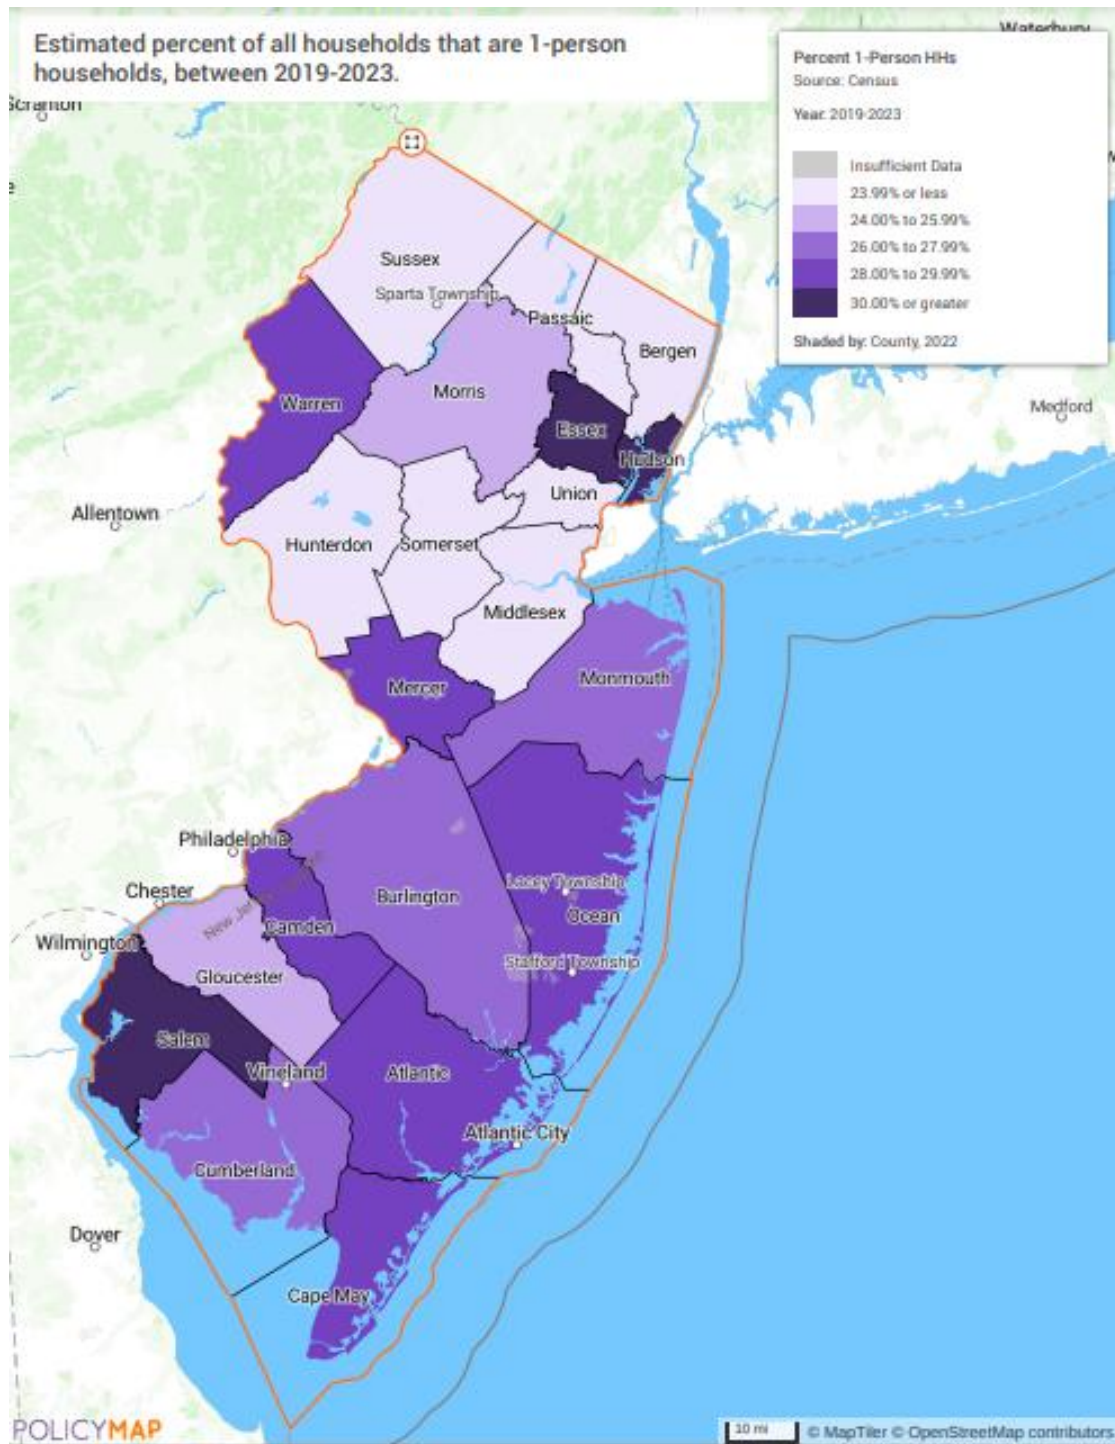 Estimated percent of all households that are 1-person
households, between 2019-2023.
Waterbury
Percent 1-Person HHs
Source: Census
Year: 2019-2023
Insufficient Data
23.99% or less
24.00% to 25.99%
26.00% to 27.99%
28.00% to 29.99%
30.00% or greater
Shaded by: County, 2022
Scranton
Sussex
Sparta Township
Passaic
Bergen
Warren
Morris
Essex
Medford
Hudson
Union
Allentown
Hunterdon
Somerset
Middlesex
Monmouth
Mercer
Philadelphia
Chester
Lacey Township
Burlington
Ocean
New Jer
Camden
Wilmington
Stafford Township
Gloucester
Salem
Vineland
Atlantic
Atlantic City
Cumberland
Dover
Cape May
POLICYMAP
10 mi
© MapTiler © OpenStreetMap contributors